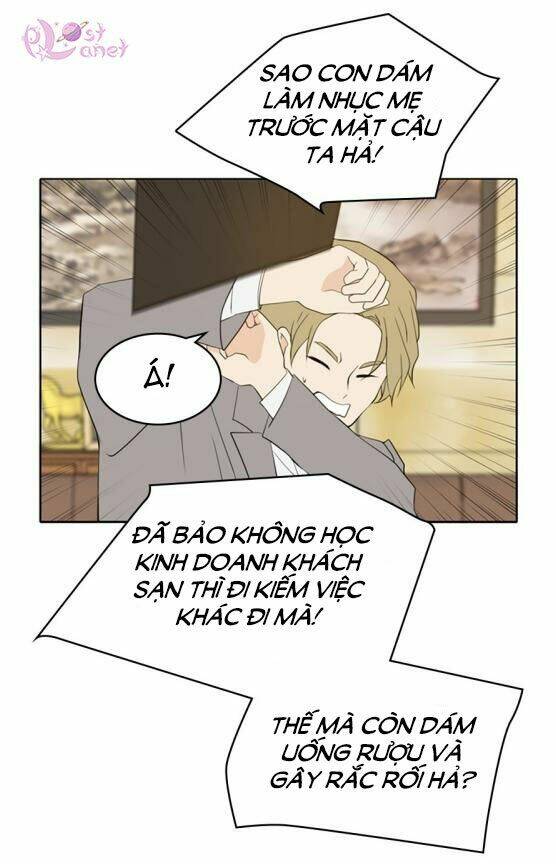 Lost
Planet
SAO CON DÁM
LÀM NHỤC MẸ
TRƯỚC MẶT CẬU
TA HẢ!
Á!
ĐÃ BẢO KHÔNG HỌC
KINH DOANH KHÁCH
SẠN THÌ ĐI KIẾM VIỆC
KHÁC ĐI MÀ!
THẾ MÀ CÒN DÁM
UỐNG RƯỢU VÀ
GÂY RẮC RỐI HẢ?